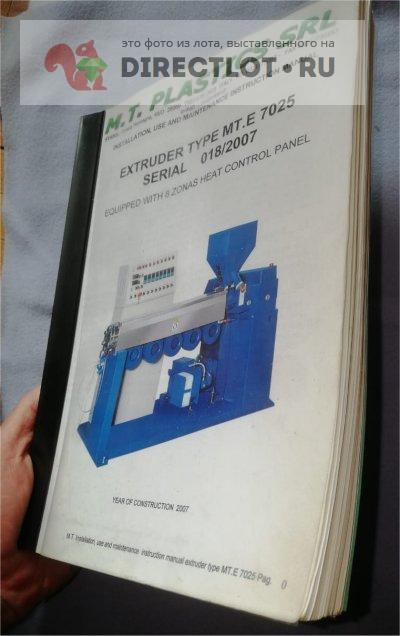 это фото из лота, выставленного на
DIRECTLOT.RU
M.T. PLASTICS SRL
INSTALLATION, USE AND MAINTENANCE INSTRUCTION MANUAL
EXTRUDER TYPE MT.E 7025
SERIAL 018/2007
EQUIPPED WITH 8 ZONAS HEAT CONTROL PANEL
YEAR OF CONSTRUCTION 2007
M.T. Installation, use and maintenance instruction manual extruder type MT.E 7025 Pag. 0